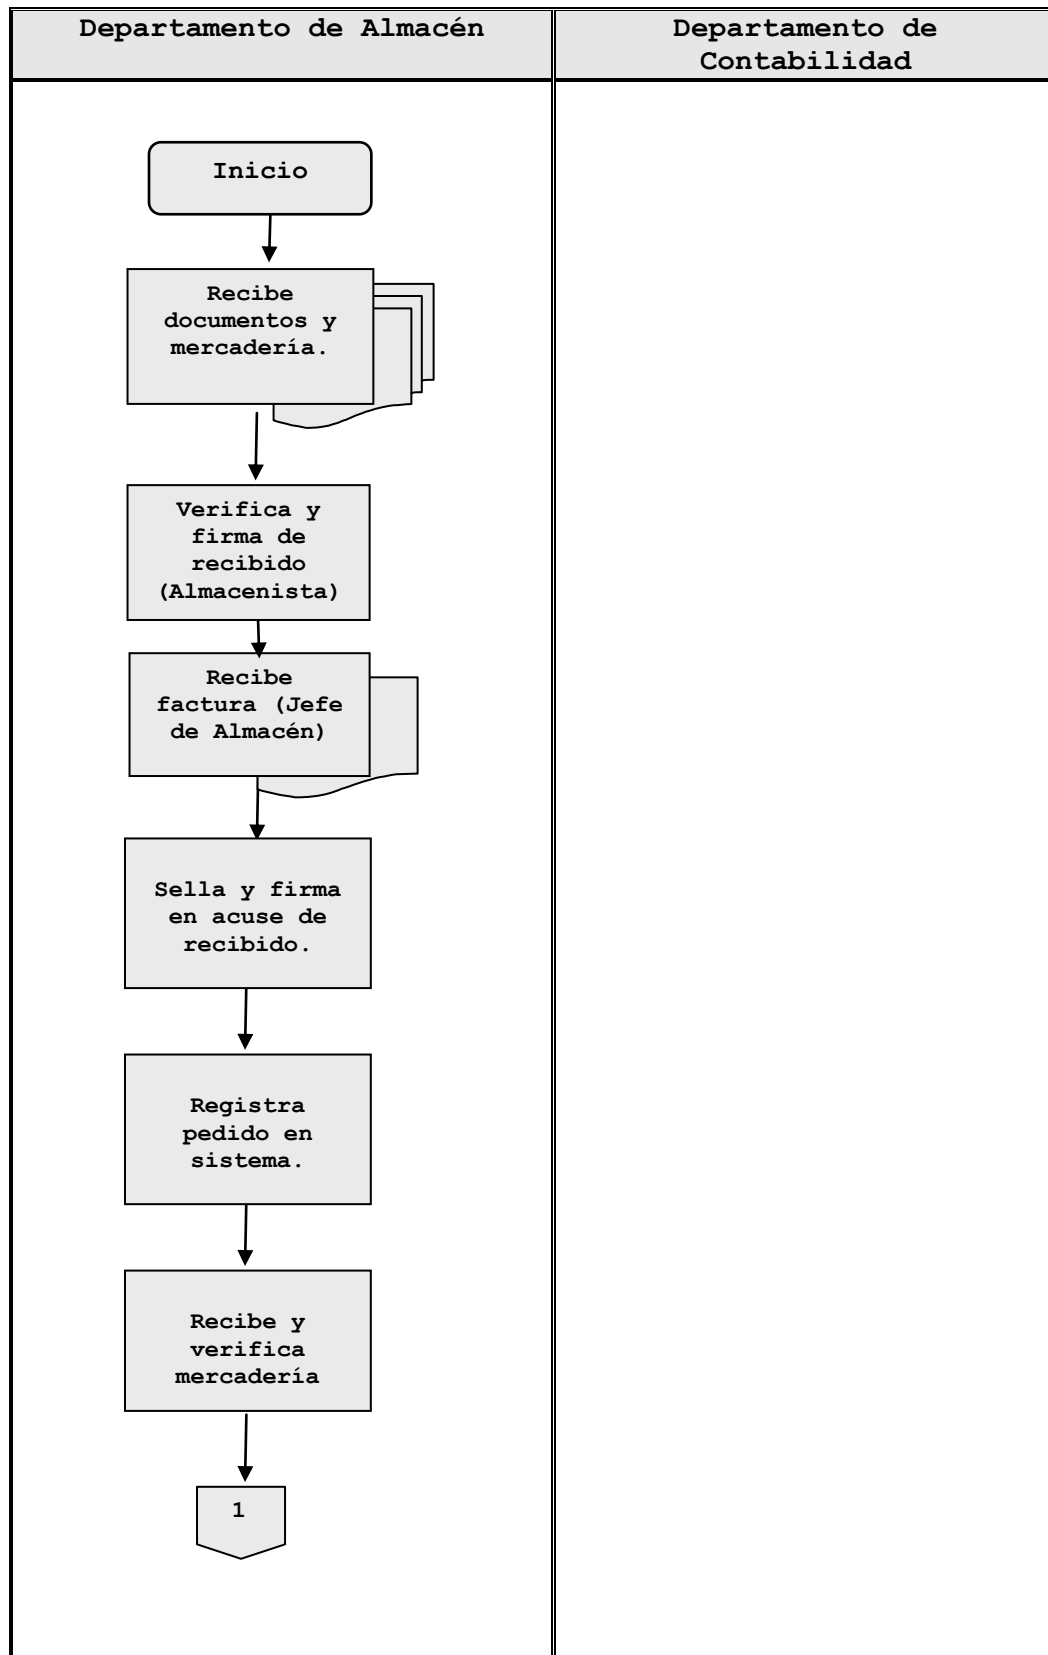 Departamento de Almacén
Departamento de
Contabilidad
Inicio
Recibe
documentos y
mercadería.
Verifica y
firma de
recibido
(Almacenista)
Recibe
factura (Jefe
de Almacén)
Sella y firma
en acuse de
recibido.
Registra
pedido en
sistema.
Recibe y
verifica
mercadería
1